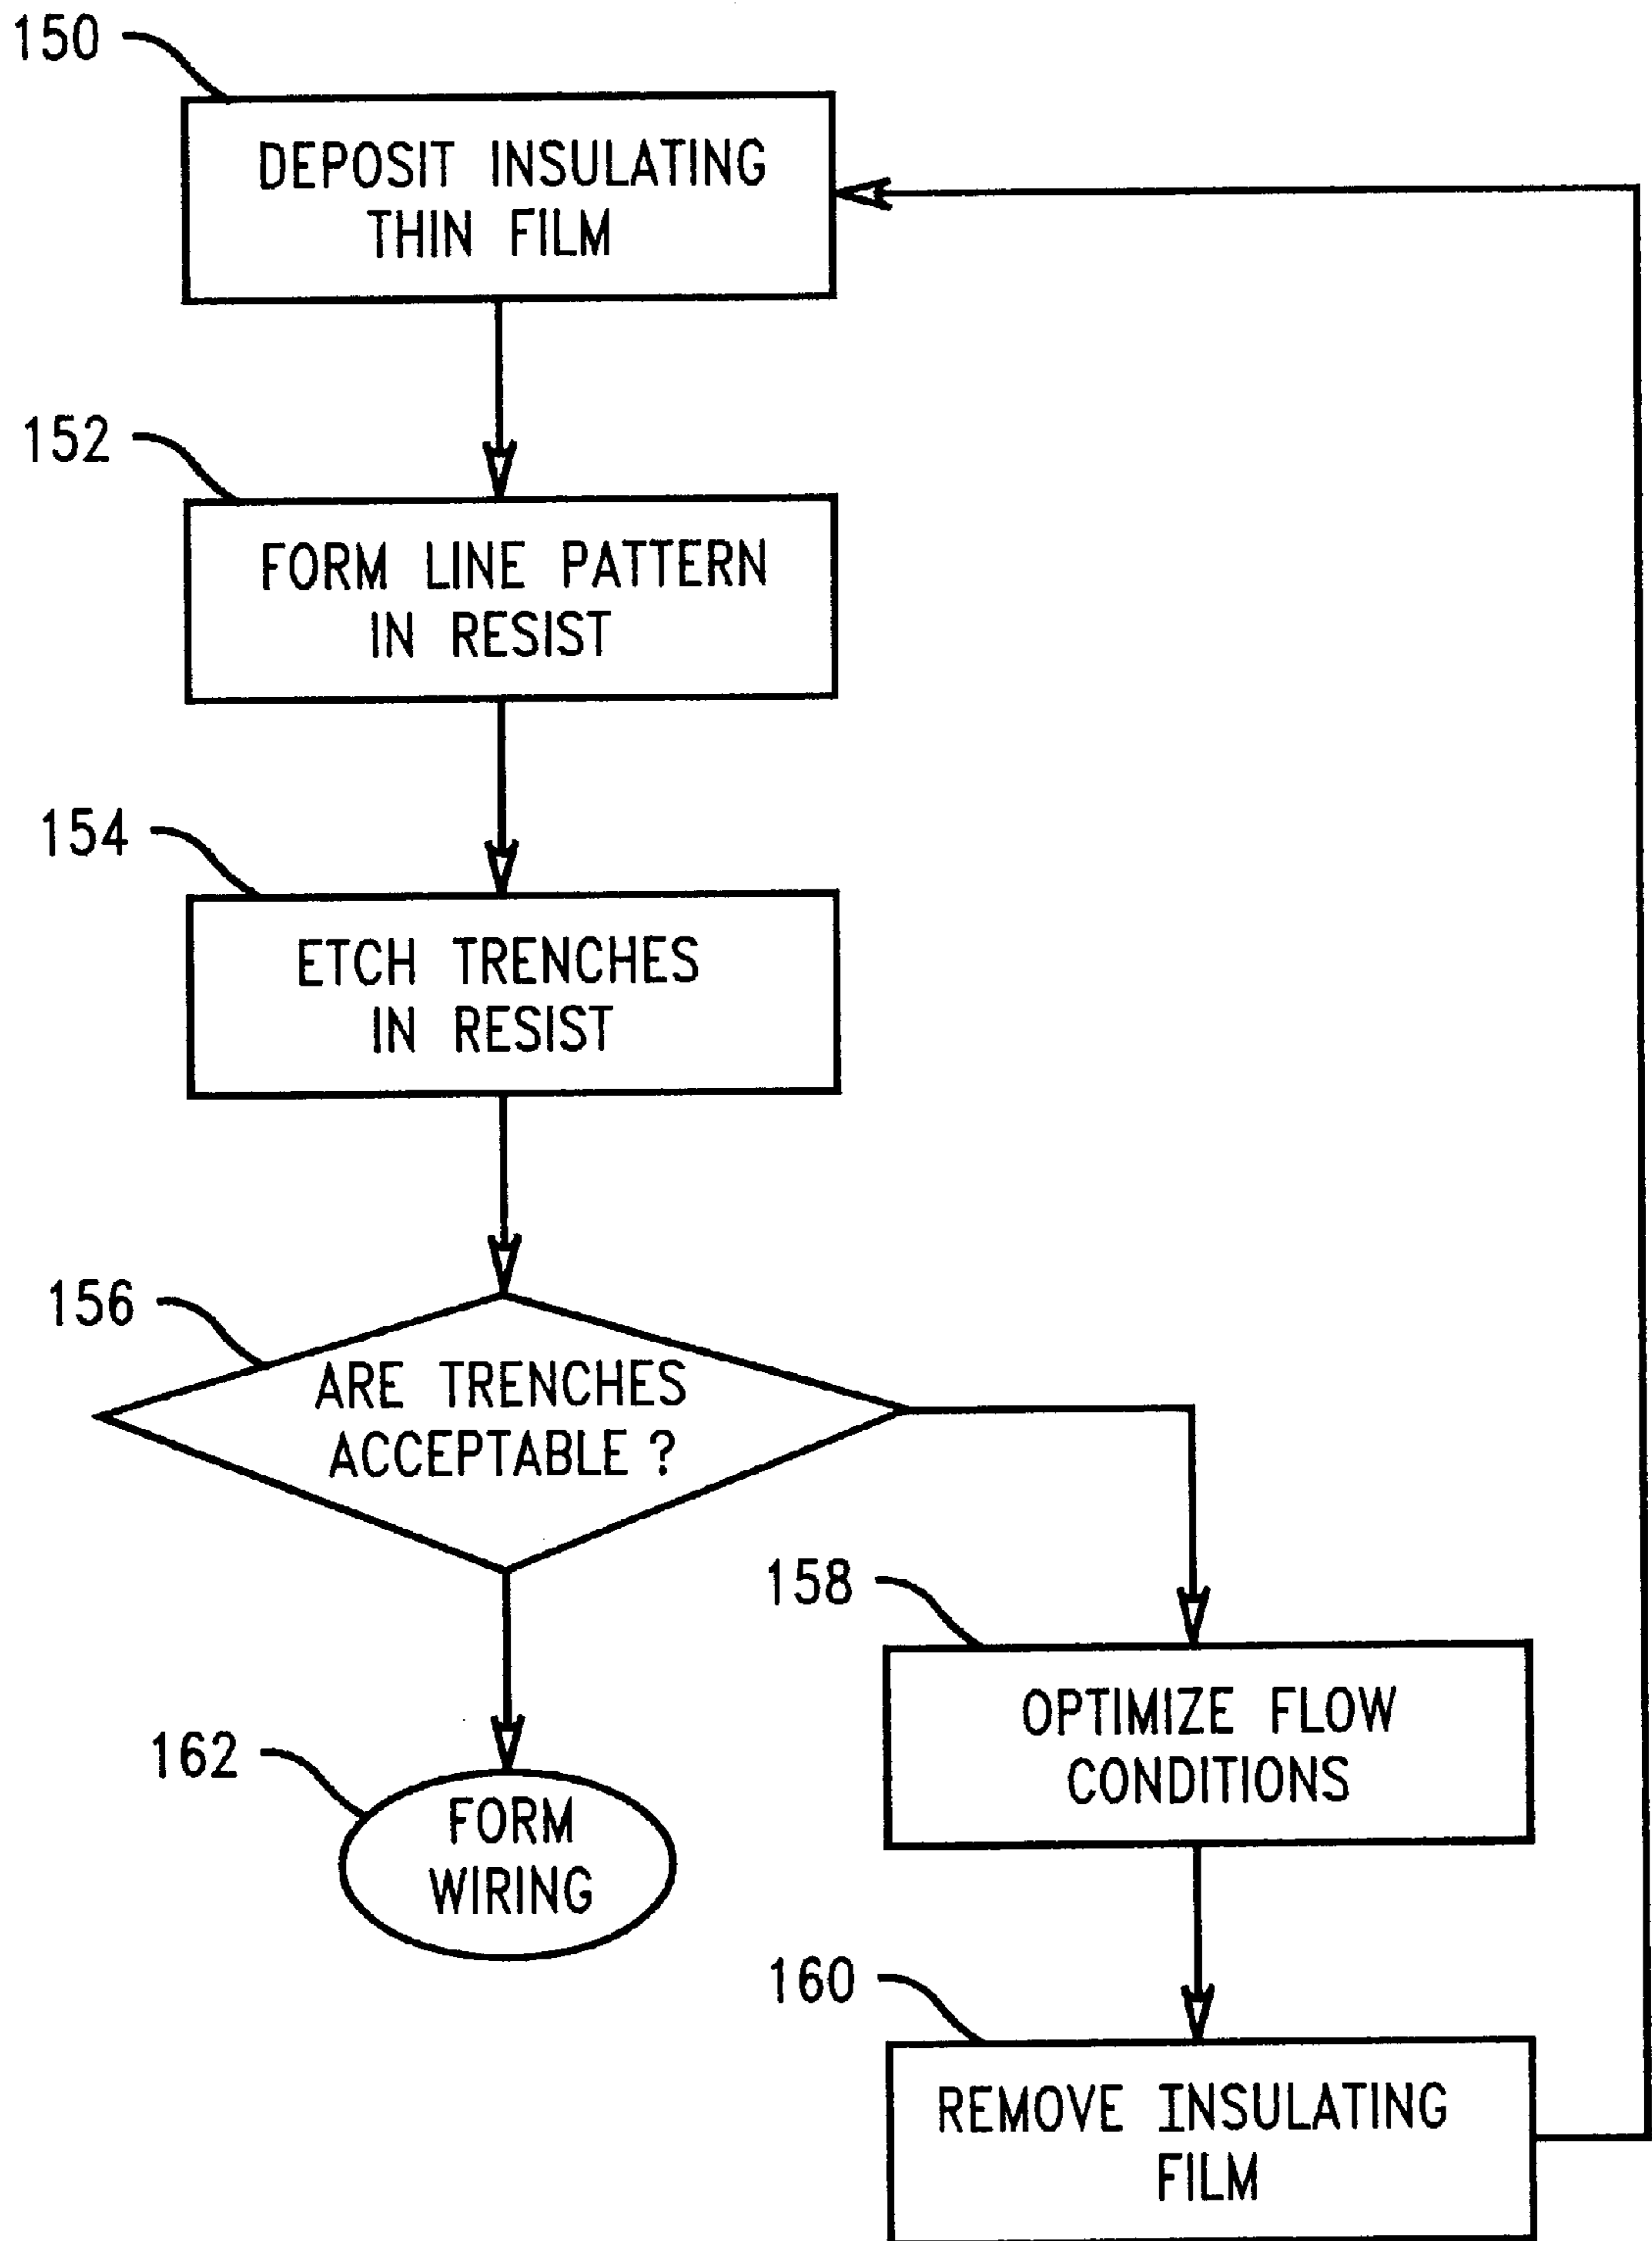 150
DEPOSIT INSULATING
THIN FILM
152
FORM LINE PATTERN
IN RESIST
154
ETCH TRENCHES
IN RESIST
156
ARE TRENCHES
ACCEPTABLE ?
158
OPTIMIZE FLOW
CONDITIONS
162
FORM
WIRING
160
REMOVE INSULATING
FILM